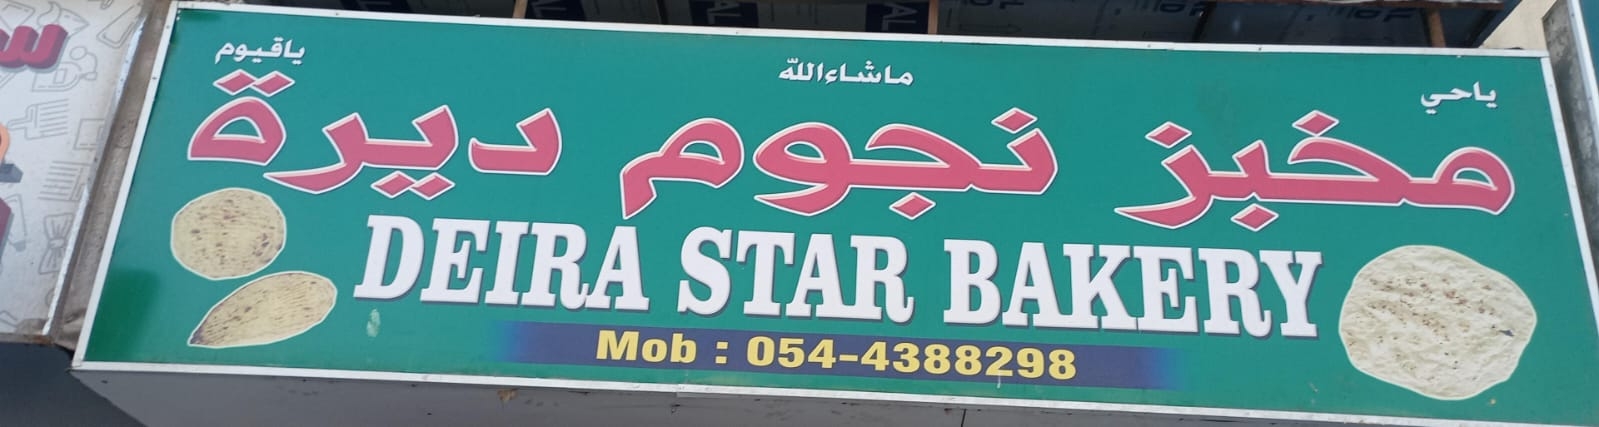 ياحي ماشاءالله ياقيوم
مخبز نجوم ديرة
DEIRA STAR BAKERY
Mob : 054-4388298